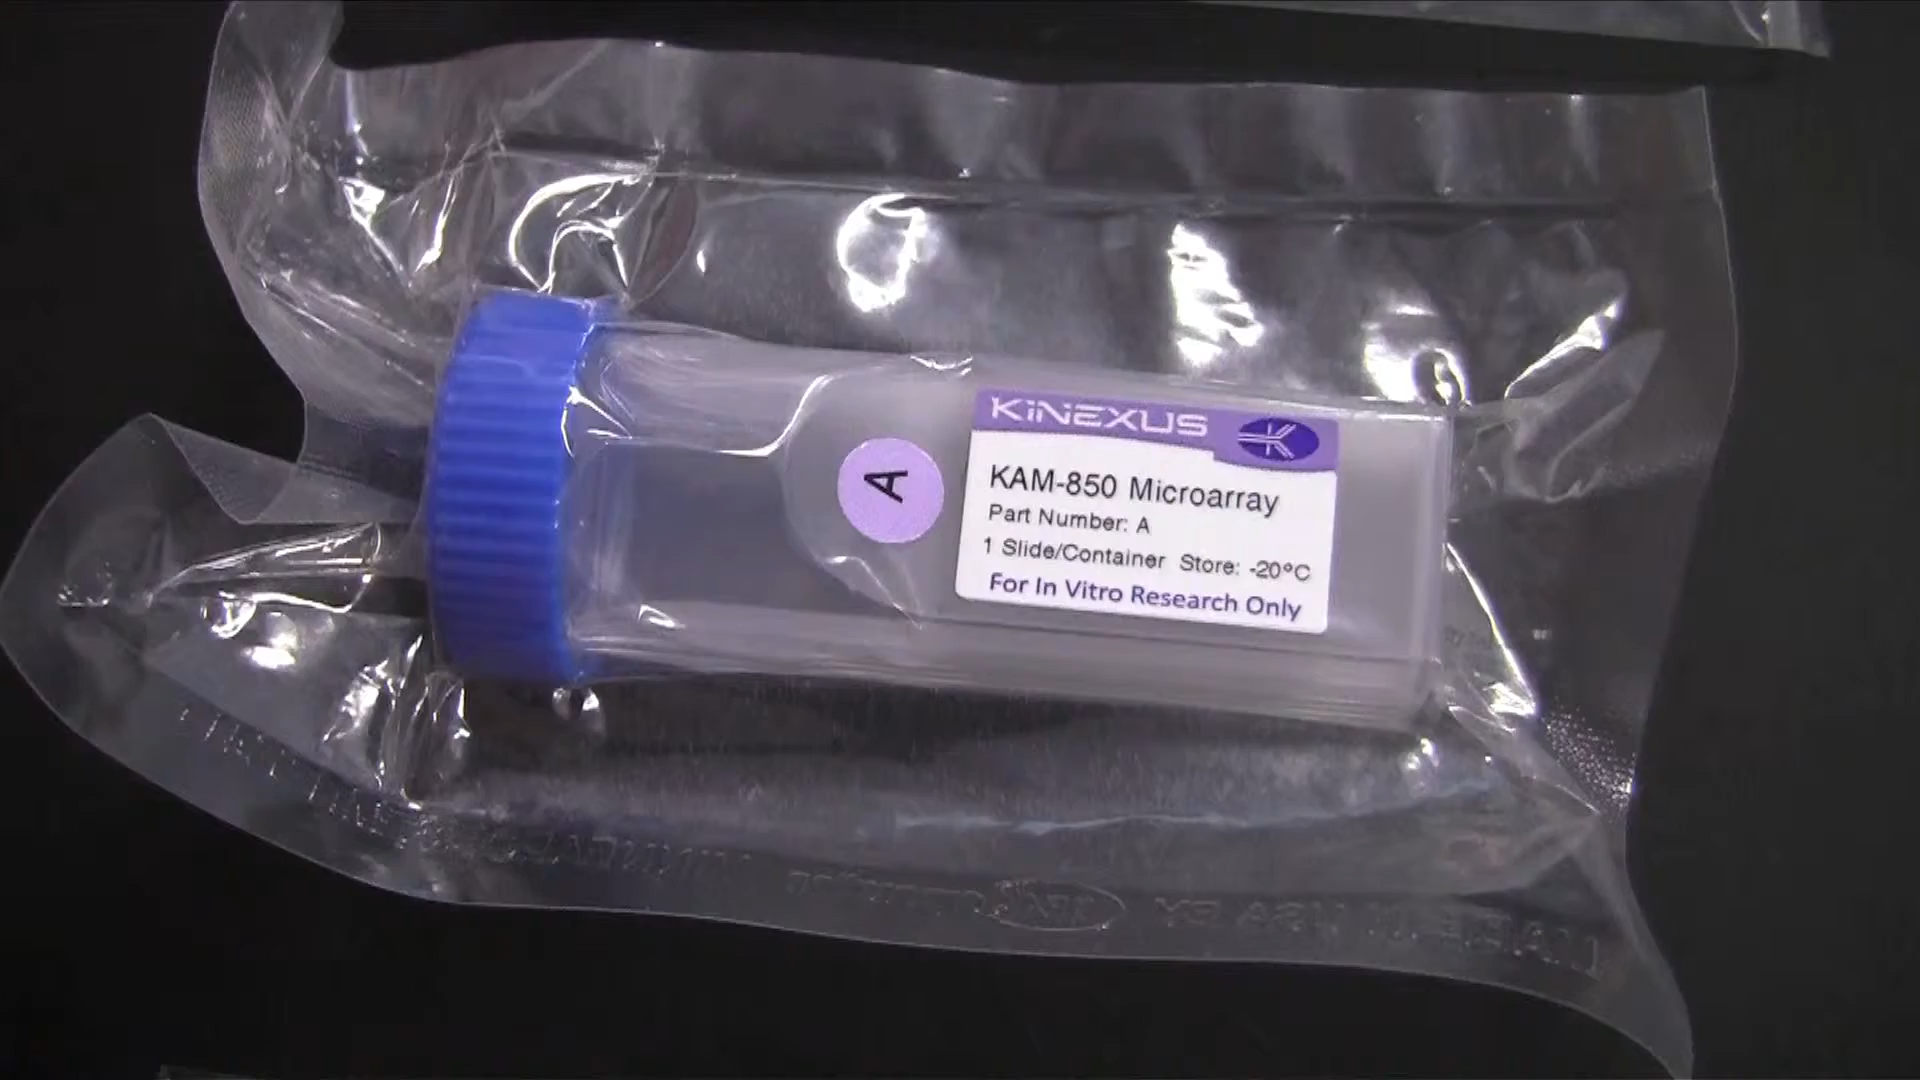 KiNEXUS
A
KAM-850 Microarray
Part Number: A
1 Slide/Container Store: -20°C
For In Vitro Research Only